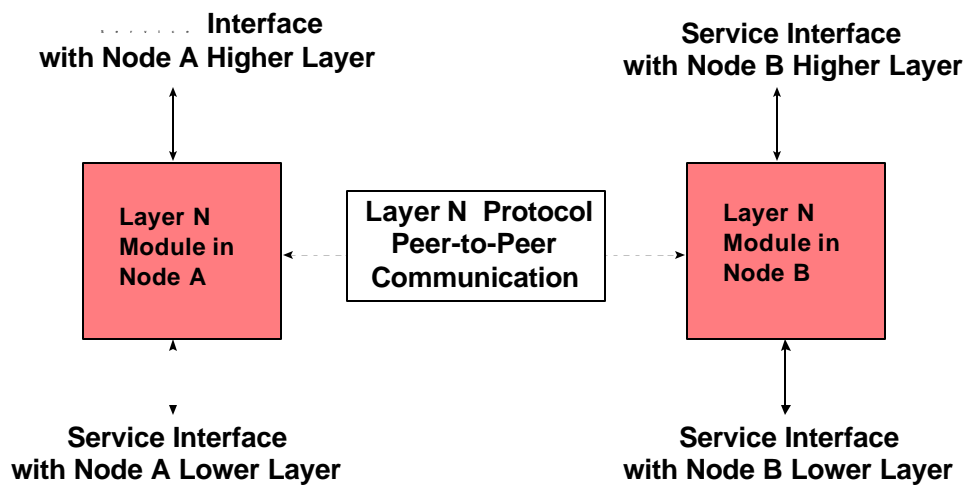 Interface
with Node A Higher Layer
Service Interface
with Node B Higher Layer
Layer N
Module in
Node A
Layer N Protocol
Peer-to-Peer
Communication
Layer N
Module in
Node B
Service Interface
with Node A Lower Layer
Service Interface
with Node B Lower Layer